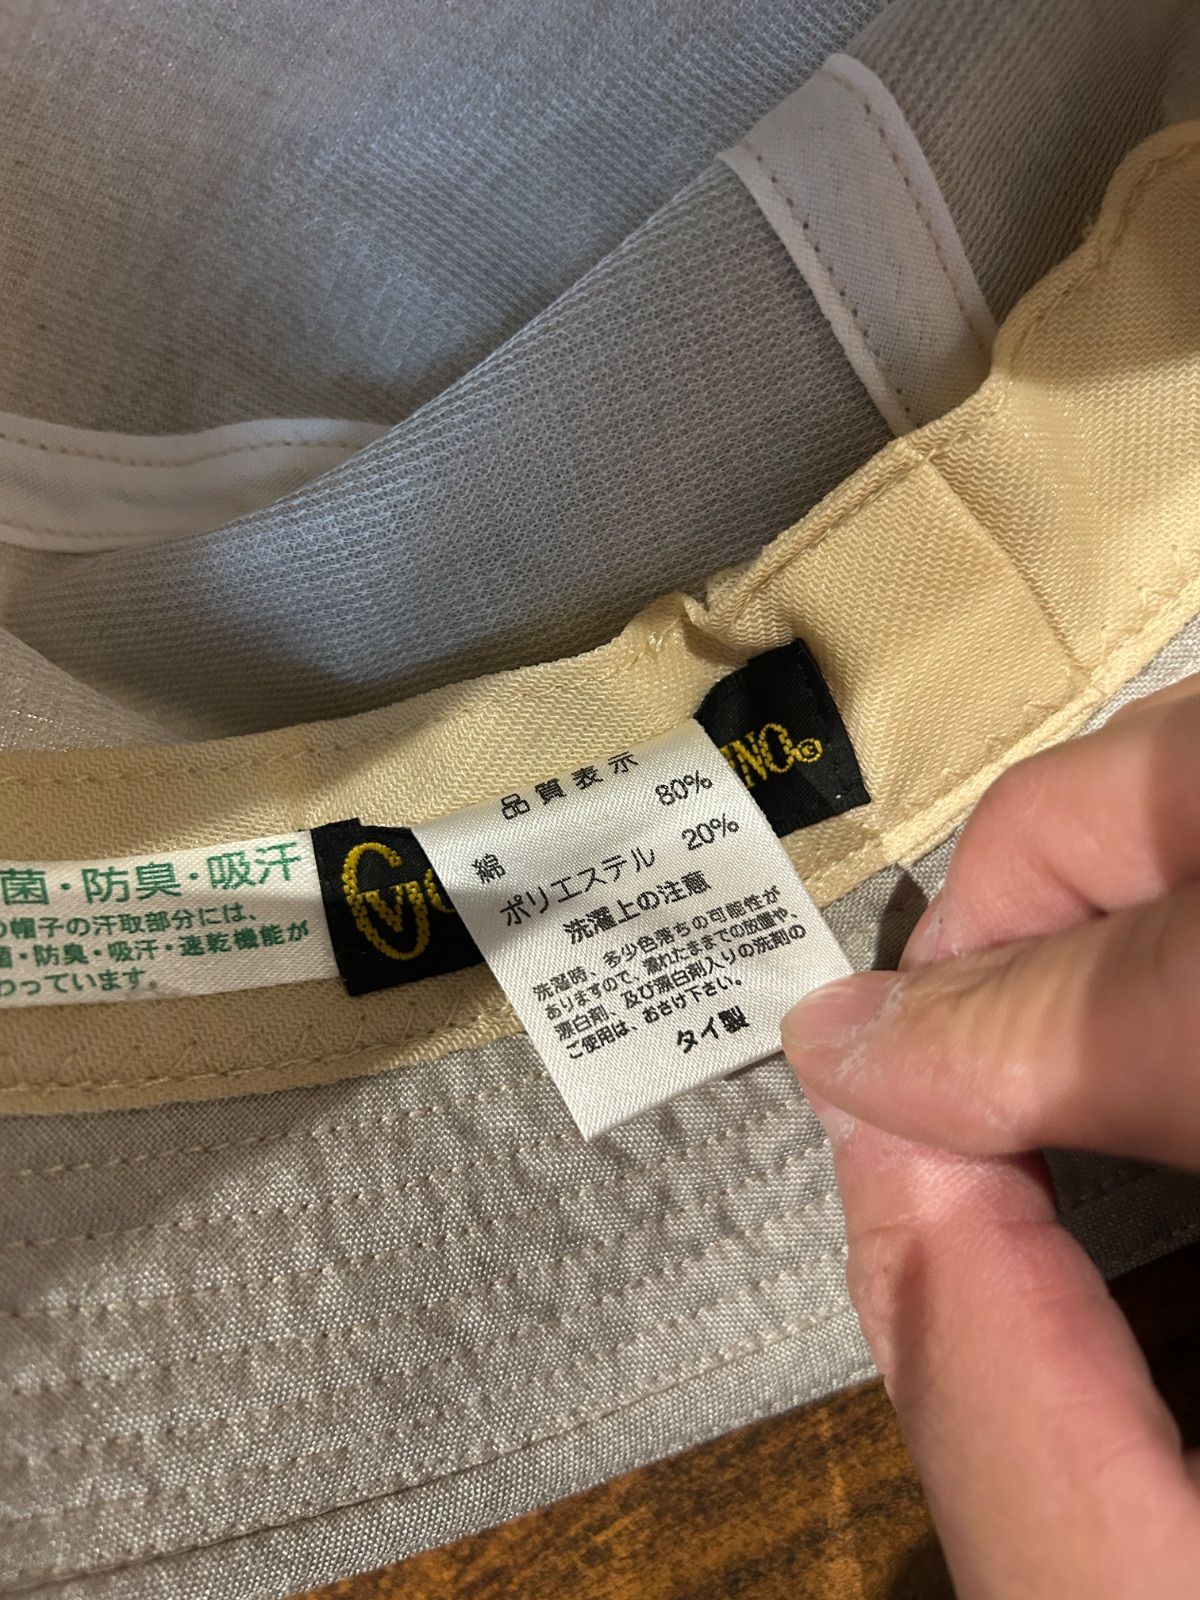 菌・防臭・吸汗
帽子の汗取部分には、
菌・防臭・吸汗・速乾機能が
わっています。
INC.©
品質表示
綿 80%
ポリエステル 20%
洗濯上の注意
洗濯時、多少色落ちの可能性が
ありますので、濡れたままでの放置や、
漂白剤、及び漂白剤入りの洗剤の
ご使用は、おさけ下さい。
タイ製